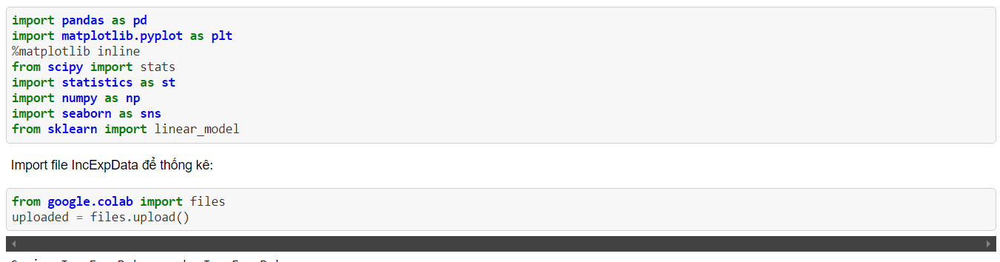 import pandas as pd
import matplotlib.pyplot as plt
%matplotlib inline
from scipy import stats
import statistics as st
import numpy as np
import seaborn as sns
from sklearn import linear_model
Import file IncExpData để thống kê:
from google.colab import files
uploaded = files.upload()